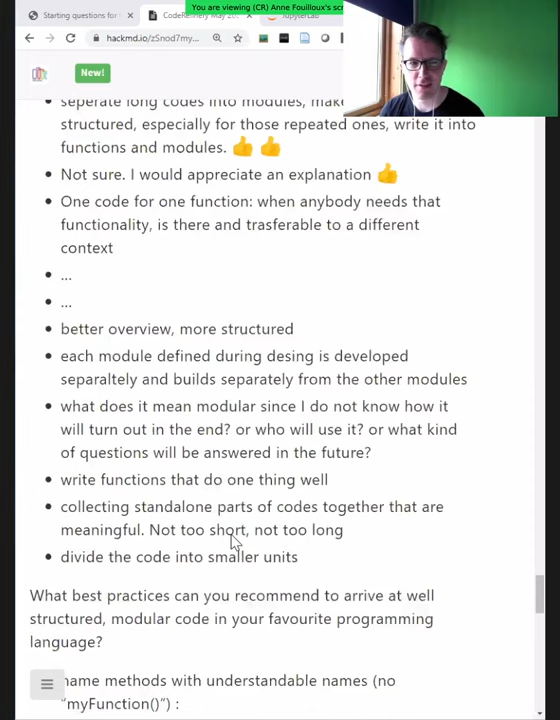 You are viewing (CR) Anne Fouilloux's scr
Starting questions for
CodeRefinery May 20
JupyterLab
hackmd.io/zSnod7my...
New!
seperate long codes into modules, make
structured, especially for those repeated ones, write it into
functions and modules. 👍 👍
Not sure. I would appreciate an explanation 👍
One code for one function: when anybody needs that
functionality, is there and trasferable to a different
context
...
...
better overview, more structured
each module defined during desing is developed
separaltely and builds separately from the other modules
what does it mean modular since I do not know how it
will turn out in the end? or who will use it? or what kind
of questions will be answered in the future?
write functions that do one thing well
collecting standalone parts of codes together that are
meaningful. Not too short, not too long
divide the code into smaller units
What best practices can you recommend to arrive at well
structured, modular code in your favourite programming
language?
name methods with understandable names (no
"myFunction()") :